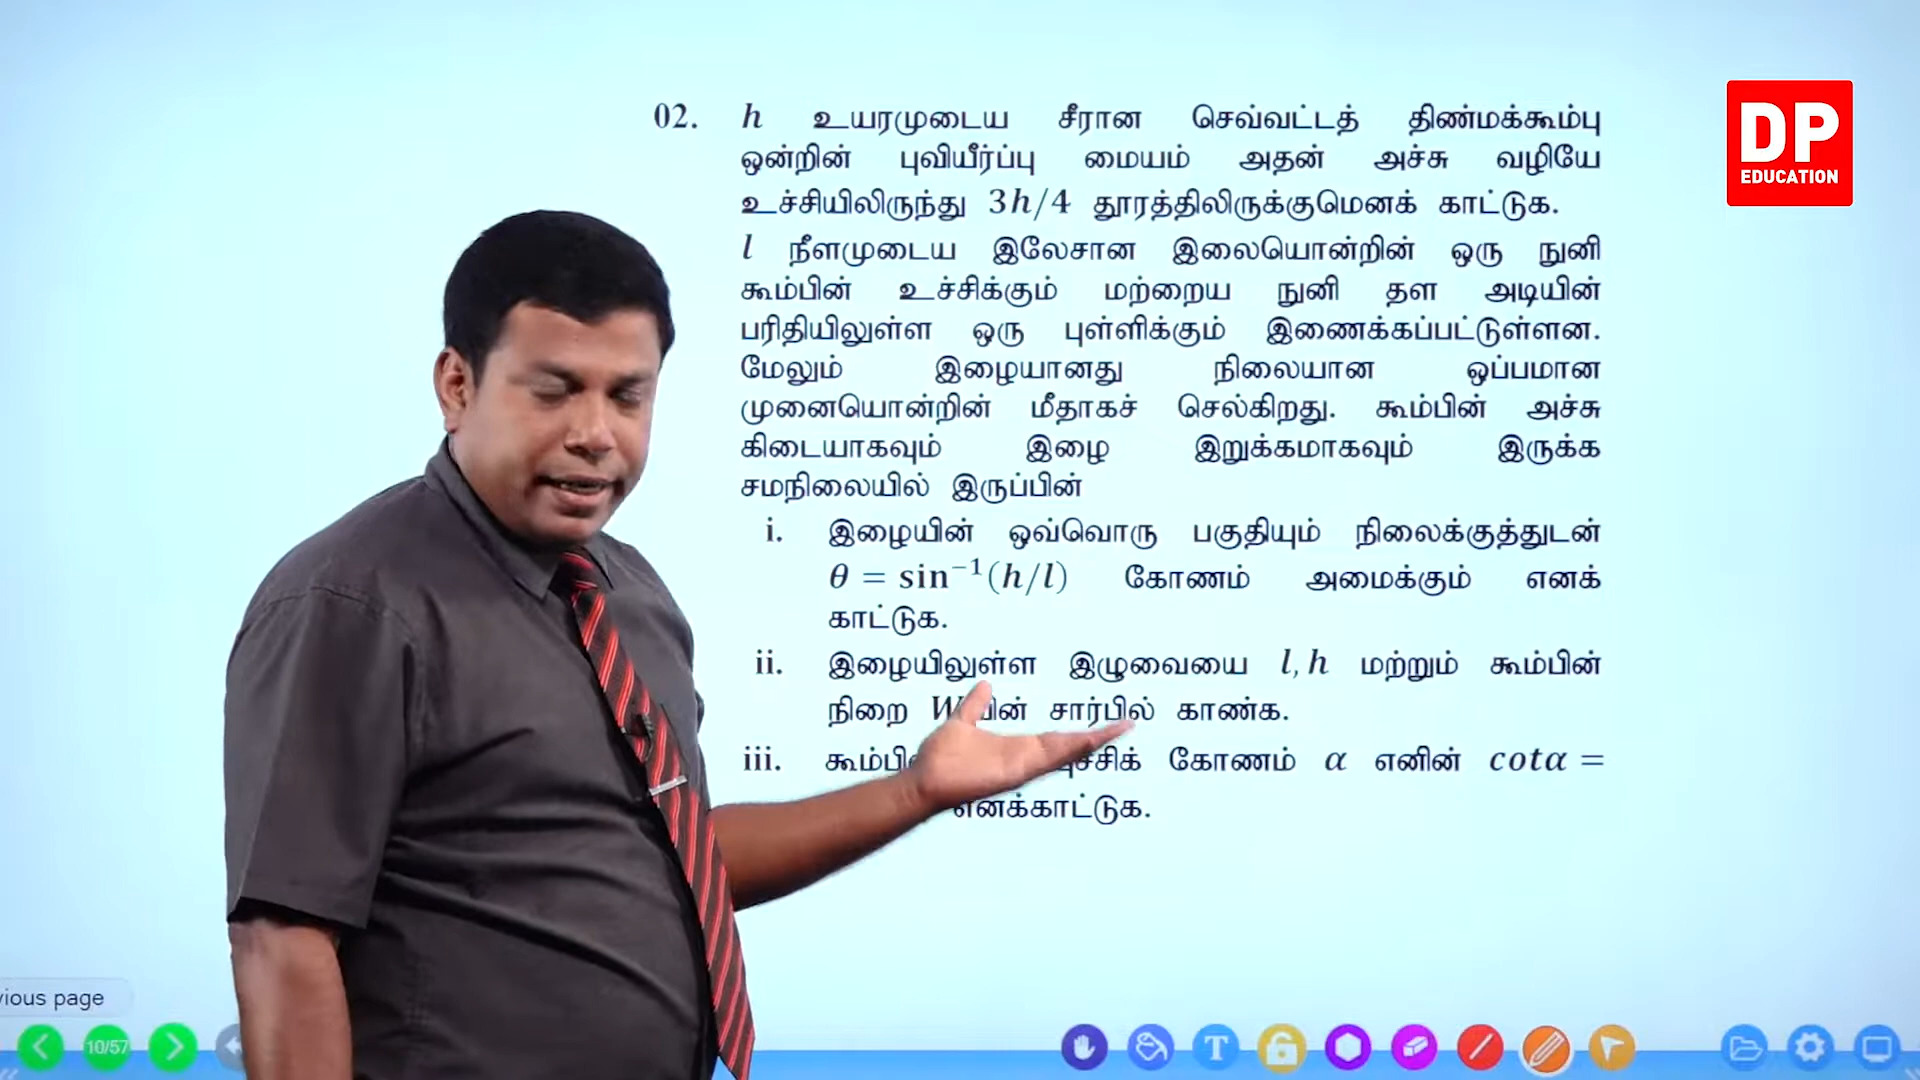 02. h உயரமுடைய சீரான செவ்வட்டத் திண்மக்கூம்பு
ஒன்றின் புவியீர்ப்பு மையம் அதன் அச்சு வழியே
உச்சியிலிருந்து 3h/4 தூரத்திலிருக்குமெனக் காட்டுக.
l நீளமுடைய இலேசான இலையொன்றின் ஒரு நுனி
கூம்பின் உச்சிக்கும் மற்றைய நுனி தள அடியின்
பரிதியிலுள்ள ஒரு புள்ளிக்கும் இணைக்கப்பட்டுள்ளன.
மேலும் இழையானது நிலையான ஒப்பமான
முனையொன்றின் மீதாகச் செல்கிறது. கூம்பின் அச்சு
கிடையாகவும் இழை இறுக்கமாகவும் இருக்க
சமநிலையில் இருப்பின்
i. இழையின் ஒவ்வொரு பகுதியும் நிலைக்குத்துடன்
θ = sin⁻¹(h/l) கோணம் அமைக்கும் எனக்
காட்டுக.
ii. இழையிலுள்ள இழுவையை l, h மற்றும் கூம்பின்
நிறை சார்பில் காண்க.
iii. கோணம் α எனின் cotα =
எனக்காட்டுக.
DP
EDUCATION
page
10/57
T